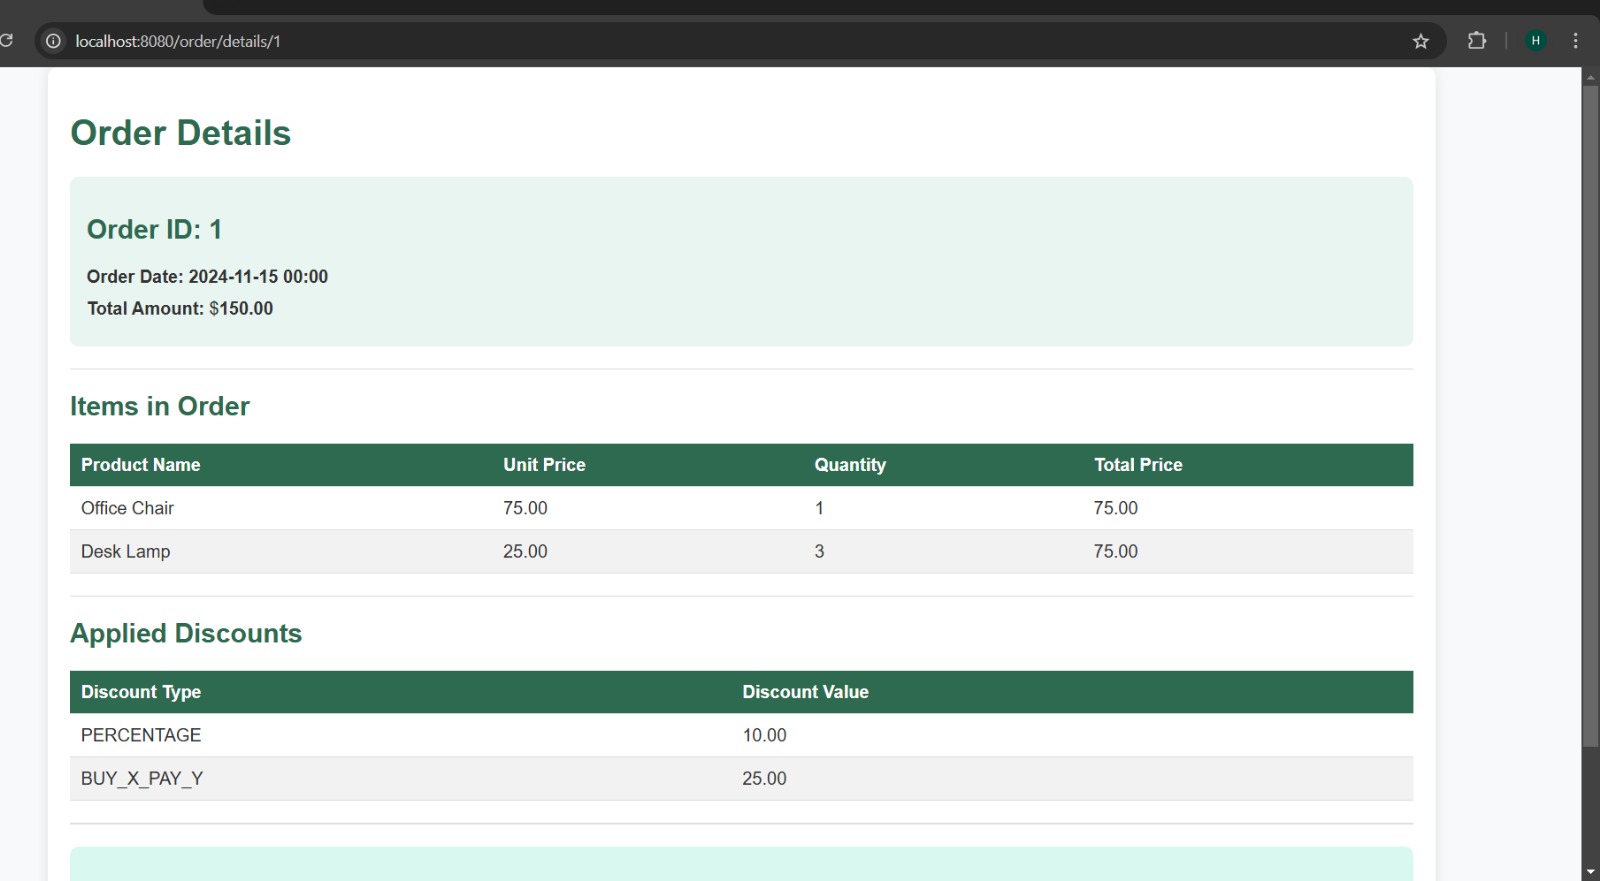 localhost:8080/order/details/1
H
Order Details
Order ID: 1
Order Date: 2024-11-15 00:00
Total Amount: $150.00
Items in Order
Product Name Unit Price Quantity Total Price
Office Chair 75.00 1 75.00
Desk Lamp 25.00 3 75.00
Applied Discounts
Discount Type Discount Value
PERCENTAGE 10.00
BUY_X_PAY_Y 25.00